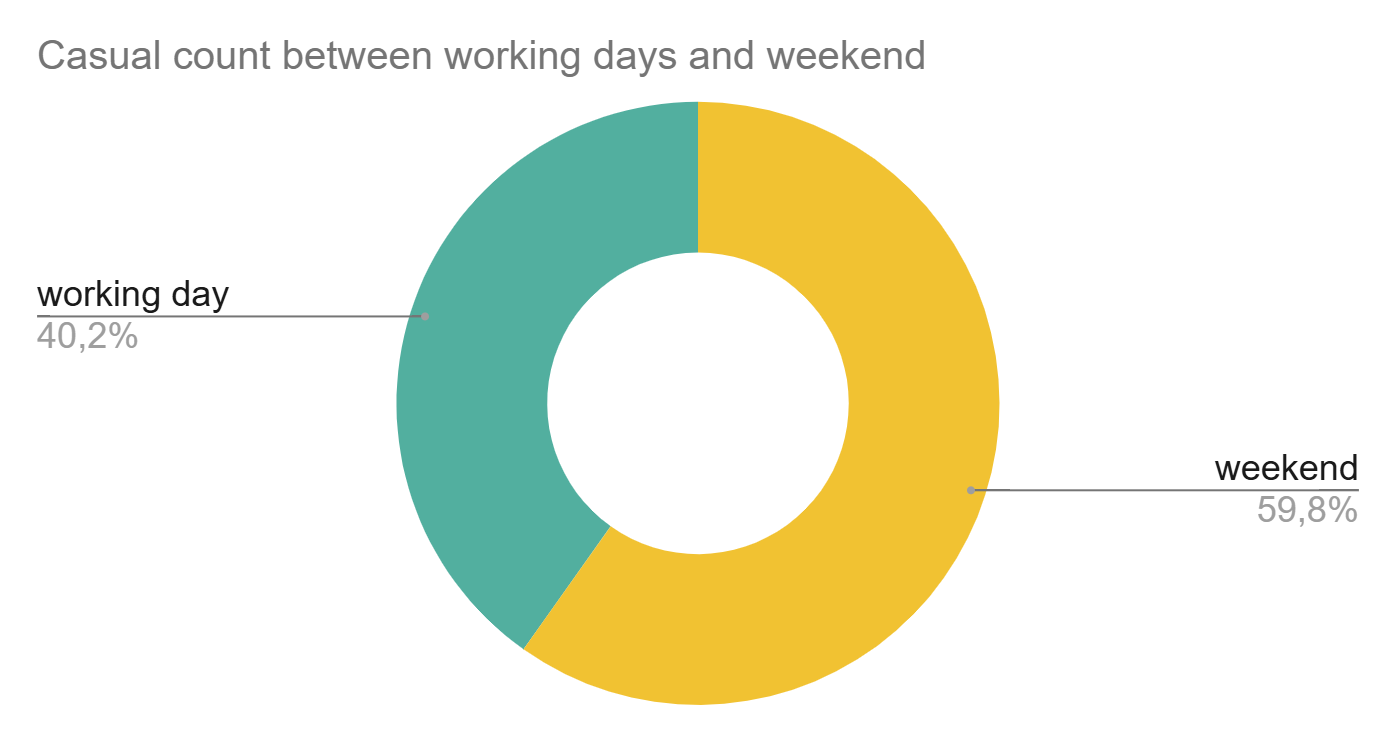 Casual count between working days and weekend
working day
40,2%
weekend
59,8%